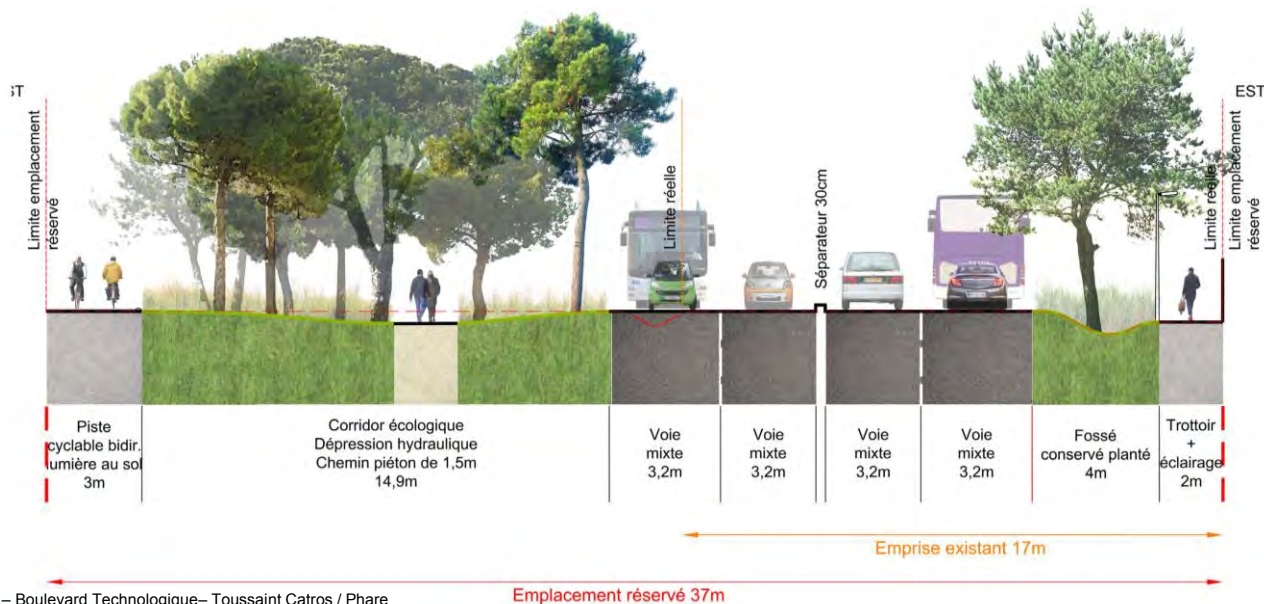 EST
Limite emplacement
réservé
Limite réelle
Séparateur 30cm
Limite réelle
Limite emplacement
réservé
Piste
cyclable bidir.
lumière au sol
3m
Corridor écologique
Dépression hydraulique
Chemin piéton de 1,5m
14,9m
Voie
mixte
3,2m
Voie
mixte
3,2m
Voie
mixte
3,2m
Voie
mixte
3,2m
Fossé
conservé planté
4m
Trottoir
+
éclairage
2m
Emprise existant 17m
Emplacement réservé 37m
– Boulevard Technologique– Toussaint Catros / Phare